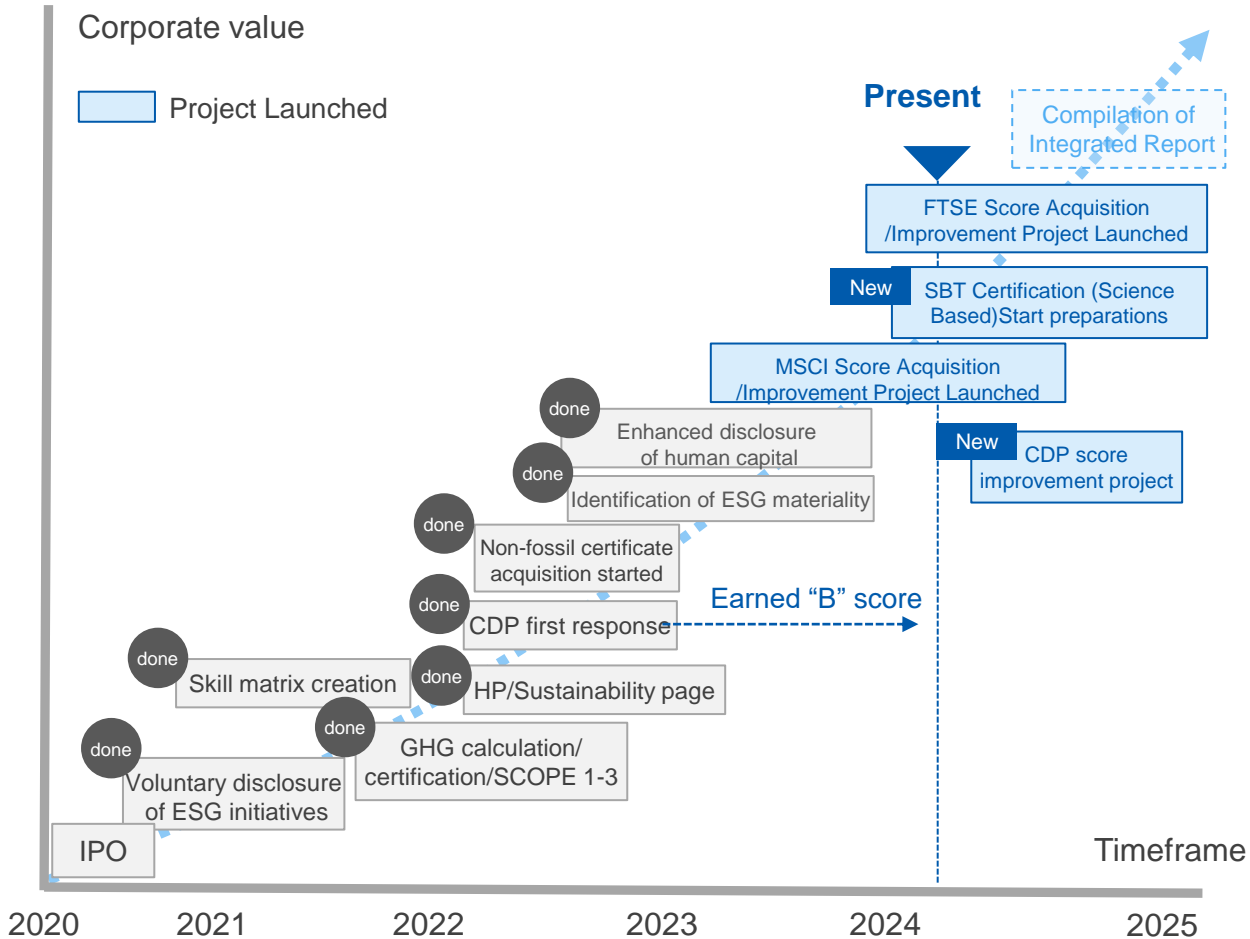 Corporate value
Project Launched
Present
Compilation of
Integrated Report
FTSE Score Acquisition
/Improvement Project Launched
New
SBT Certification (Science
Based)Start preparations
MSCI Score Acquisition
/Improvement Project Launched
done
Enhanced disclosure
of human capital
New
CDP score
improvement project
done
Identification of ESG materiality
done
Non-fossil certificate
acquisition started
Earned “B” score
done
CDP first response
done
Skill matrix creation
done
HP/Sustainability page
done
GHG calculation/
certification/SCOPE 1-3
done
Voluntary disclosure
of ESG initiatives
IPO
Timeframe
2020
2021
2022
2023
2024
2025